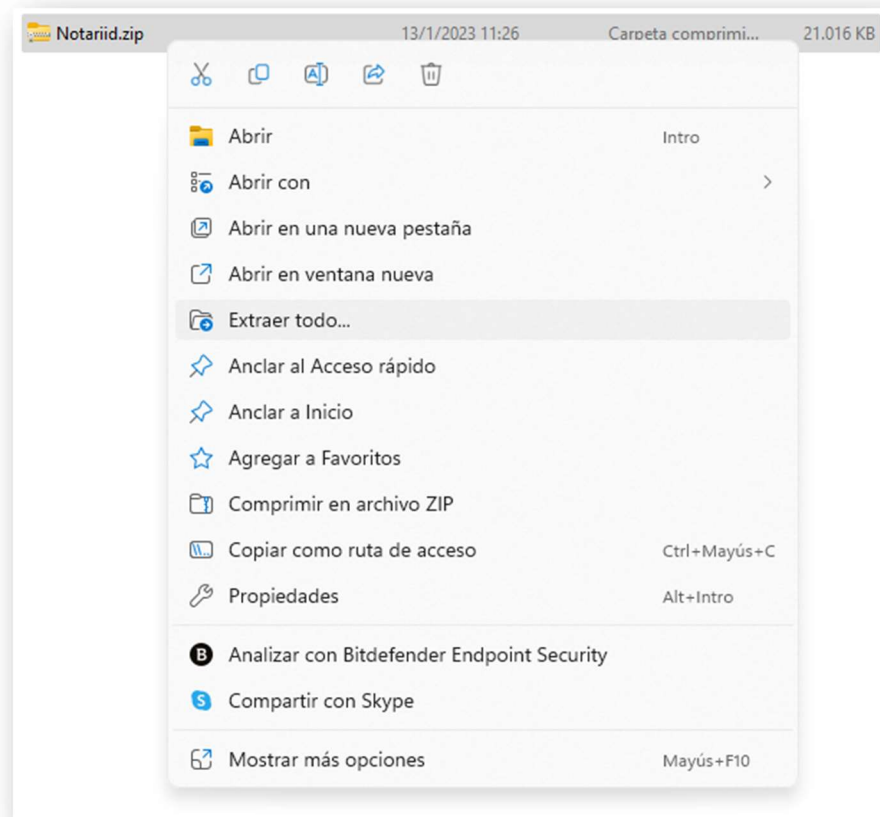 Notariid.zip 13/1/2023 11:26 Carpeta comprimi... 21.016 KB
Abrir Intro
Abrir con
Abrir en una nueva pestaña
Abrir en ventana nueva
Extraer todo...
Anclar al Acceso rápido
Anclar a Inicio
Agregar a Favoritos
Comprimir en archivo ZIP
Copiar como ruta de acceso Ctrl+Mayús+C
Propiedades Alt+Intro
B Analizar con Bitdefender Endpoint Security
S Compartir con Skype
Mostrar más opciones Mayús+F10